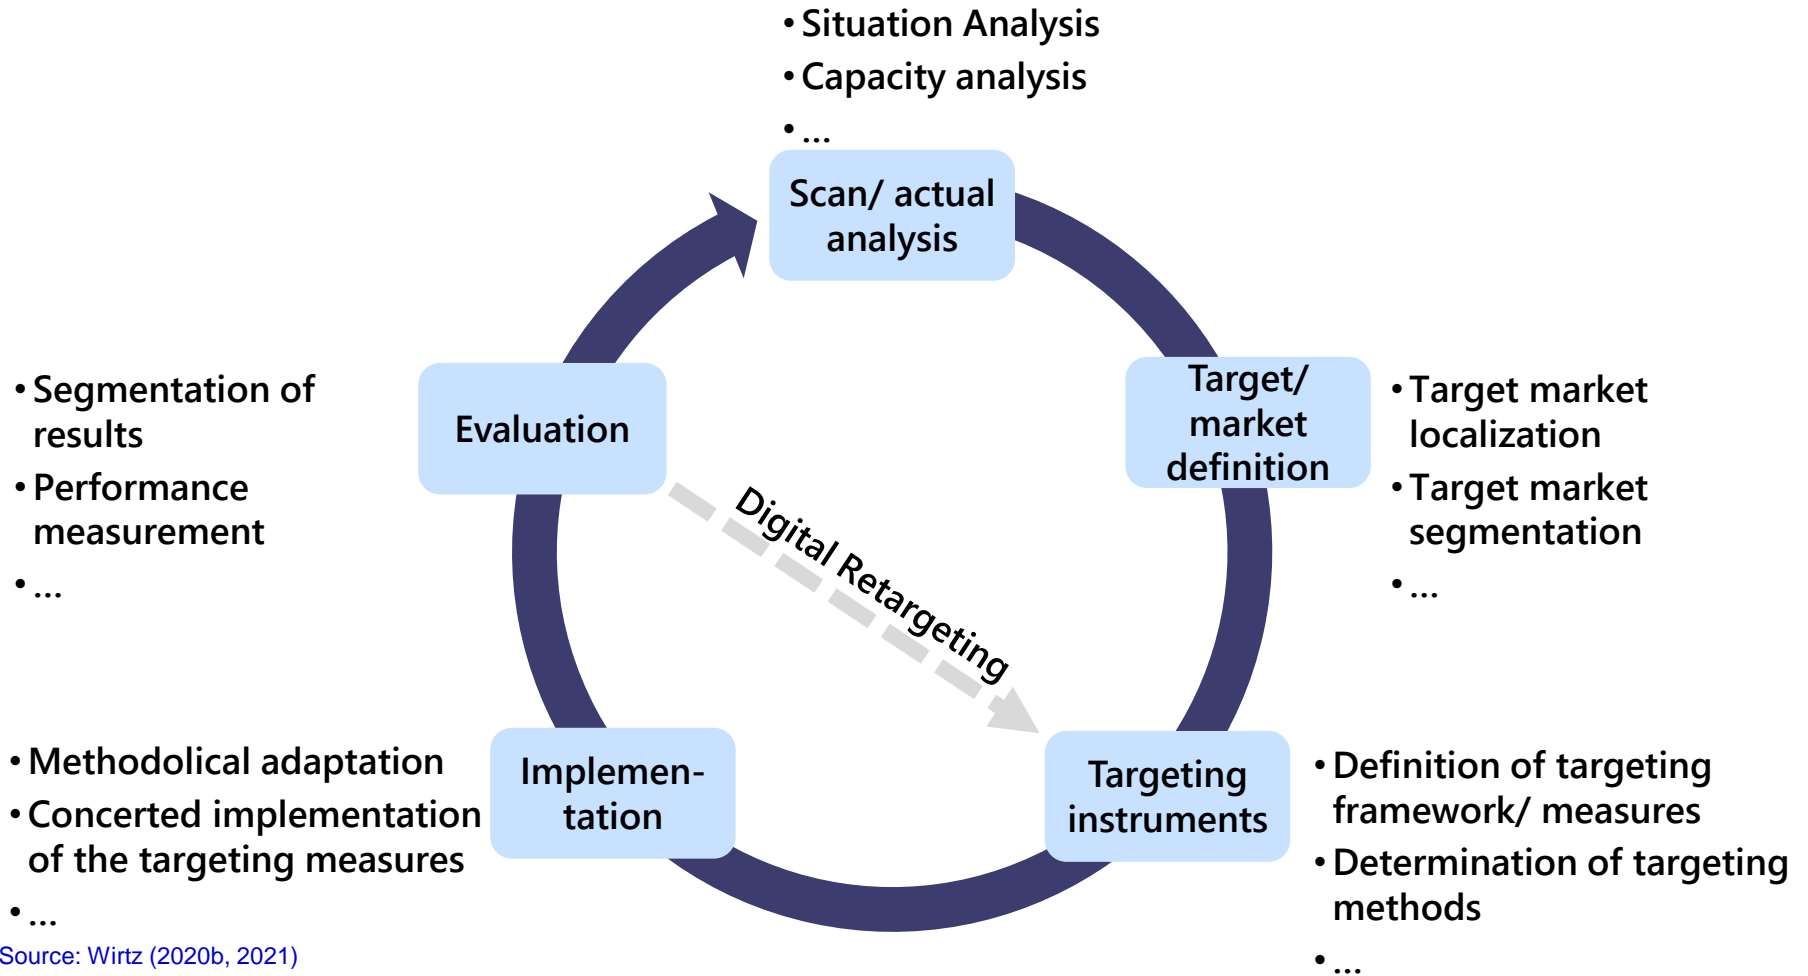 • Situation Analysis
• Capacity analysis
• ...
Scan/ actual
analysis
Target/
market
definition
• Target market
localization
• Target market
segmentation
• ...
Targeting
instruments
• Definition of targeting
framework/ measures
• Determination of targeting
methods
• ...
Implemen-
tation
• Methodolical adaptation
• Concerted implementation
of the targeting measures
• ...
Evaluation
• Segmentation of
results
• Performance
measurement
• ...
Digital Retargeting
Source: Wirtz (2020b, 2021)